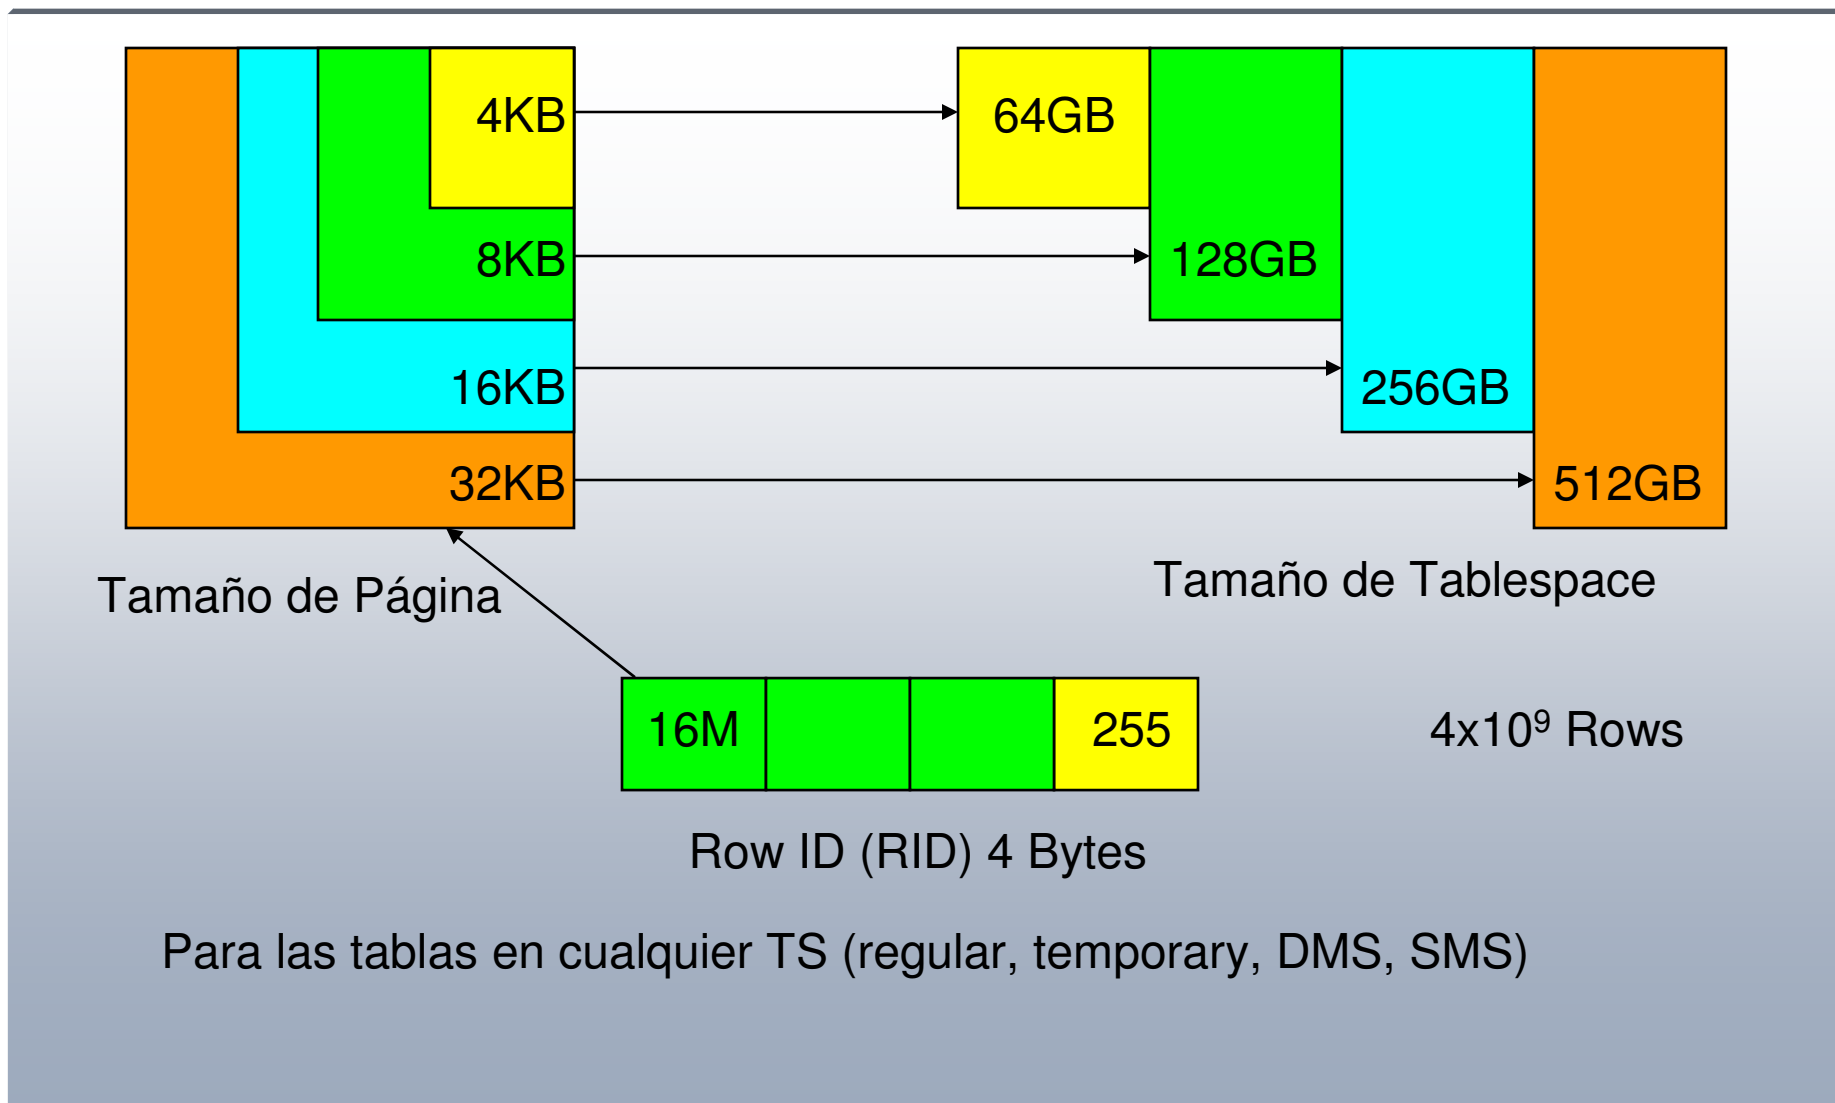 4KB
64GB
8KB
128GB
16KB
256GB
32KB
512GB
Tamaño de Página
Tamaño de Tablespace
16M
255
4x10⁹ Rows
Row ID (RID) 4 Bytes
Para las tablas en cualquier TS (regular, temporary, DMS, SMS)